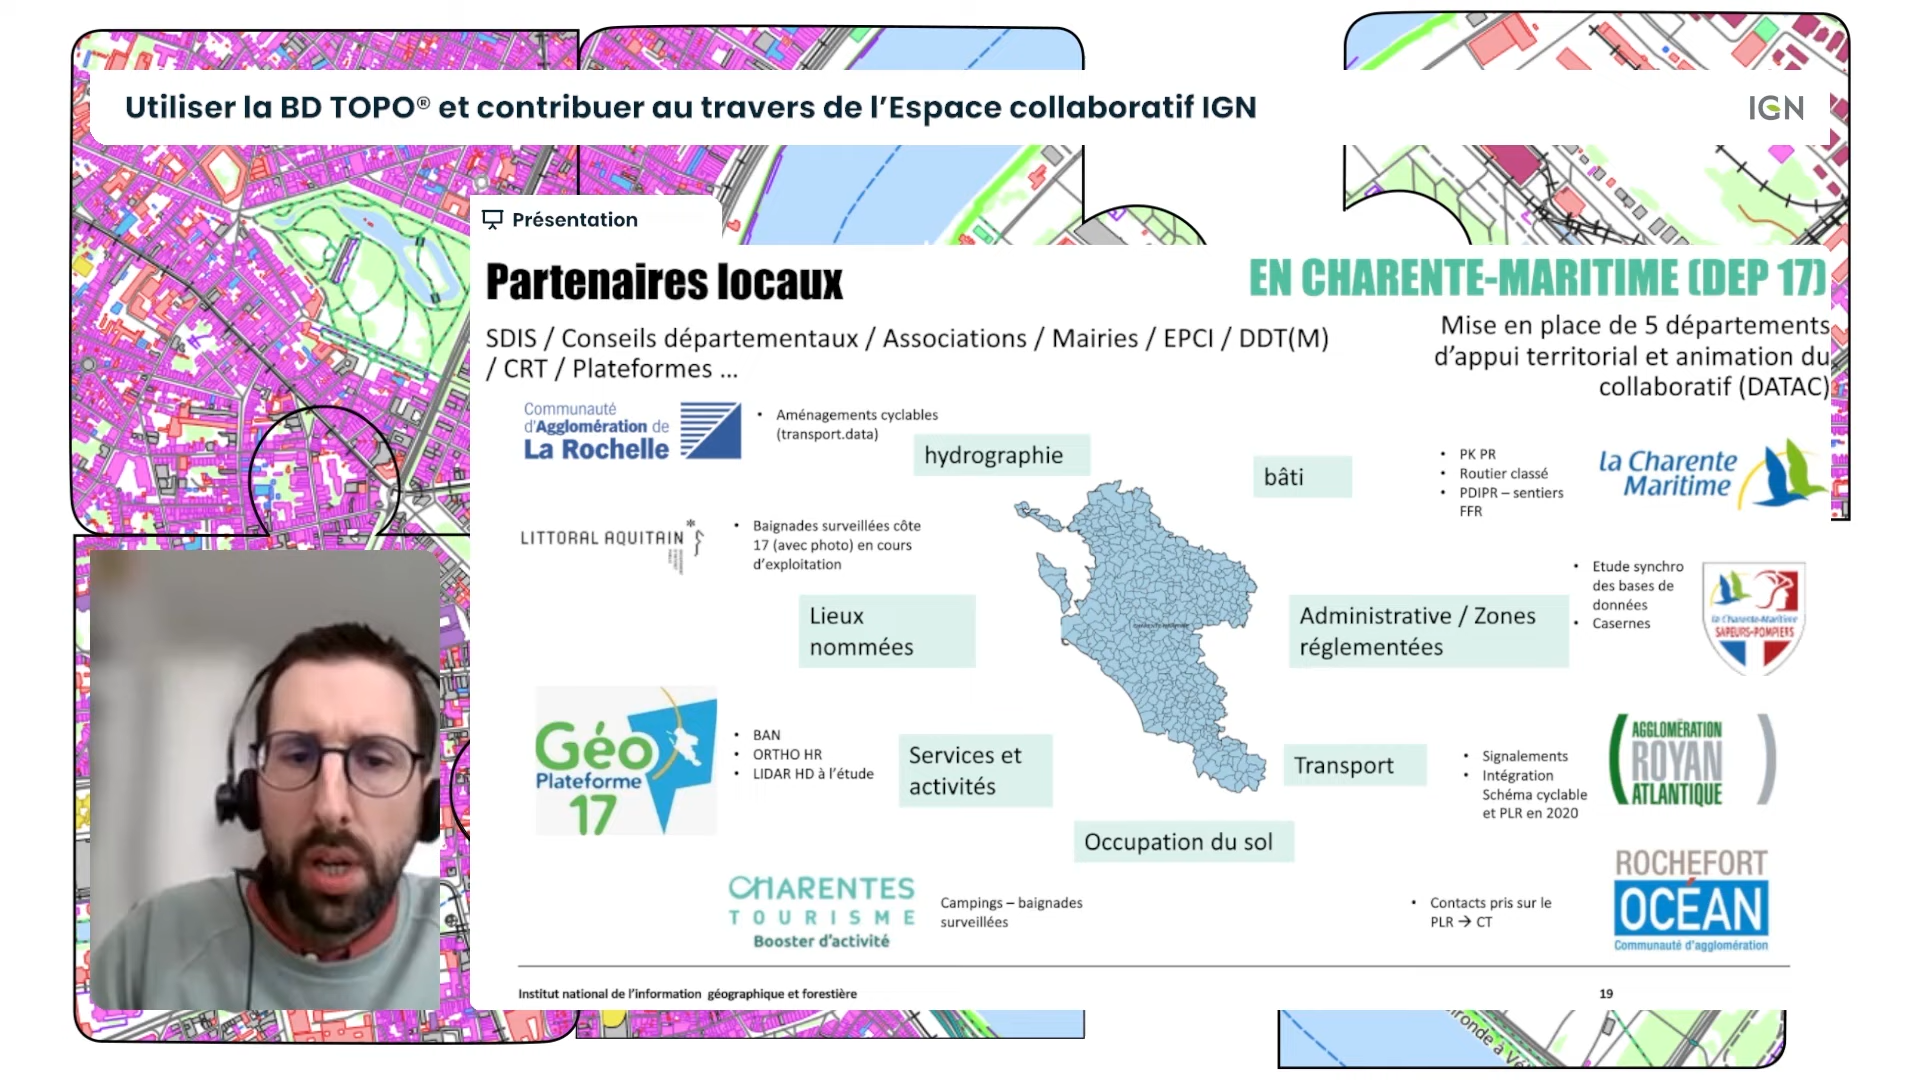 Utiliser la BD TOPO® et contribuer au travers de l’Espace collaboratif IGN
IGN
Présentation
Partenaires locaux
EN CHARENTE-MARITIME (DEP 17)
SDIS / Conseils départementaux / Associations / Mairies / EPCI / DDT(M)
/ CRT / Plateformes ...
Mise en place de 5 départements
d’appui territorial et animation du
collaboratif (DATAC)
Communauté
d’Agglomération de
La Rochelle
• Aménagements cyclables
(transport.data)
hydrographie
bâti
• PK PR
• Routier classé
• PDIPR – sentiers
FFR
la Charente
Maritime
LITTORAL AQUITAIN
• Baignades surveillées côte
17 (avec photo) en cours
d’exploitation
• Etude synchro
des bases de
données
• Casernes
la Charente-Maritime
SAPEURS-POMPIERS
Lieux
nommées
Administrative / Zones
réglementées
Géo
Plateforme
17
• BAN
• ORTHO HR
• LIDAR HD à l’étude
Services et
activités
Transport
• Signalements
• Intégration
Schéma cyclable
et PLR en 2020
AGGLOMÉRATION
ROYAN
ATLANTIQUE
Occupation du sol
CHARENTES
TOURISME
Booster d’activité
Campings – baignades
surveillées
• Contacts pris sur le
PLR → CT
ROCHEFORT
OCÉAN
Communauté d’agglomération
Institut national de l’information géographique et forestière
19